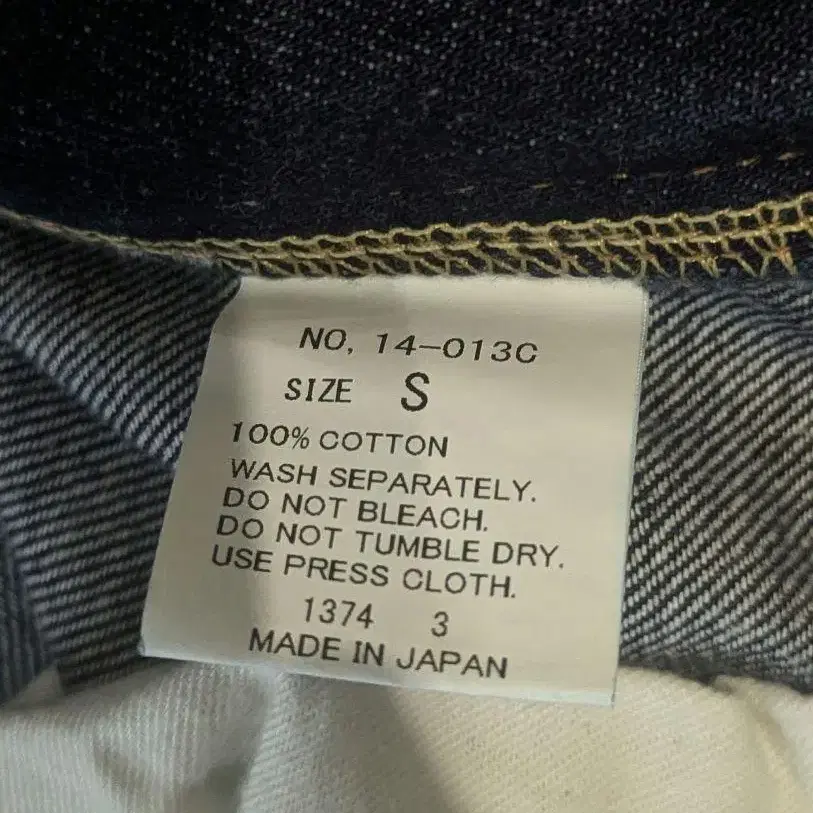 NO, 14-013C
SIZE S
100% COTTON
WASH SEPARATELY.
DO NOT BLEACH.
DO NOT TUMBLE DRY.
USE PRESS CLOTH.
1374 3
MADE IN JAPAN